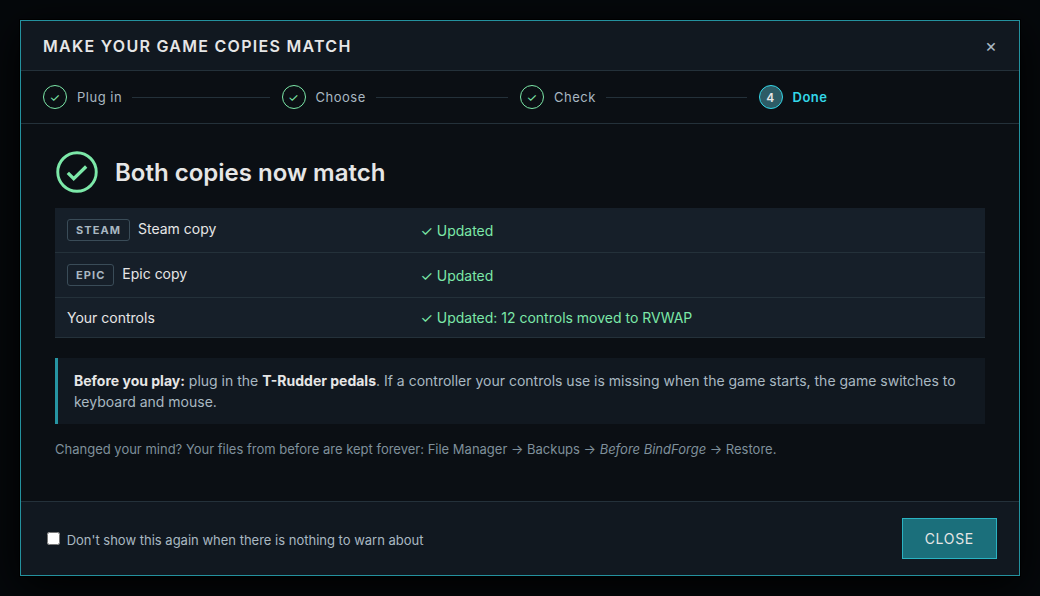 MAKE YOUR GAME COPIES MATCH ×
Plug in Choose Check 4 Done
Both copies now match
STEAM Steam copy ✓ Updated
EPIC Epic copy ✓ Updated
Your controls ✓ Updated: 12 controls moved to RVWAP
Before you play: plug in the T-Rudder pedals. If a controller your controls use is missing when the game starts, the game switches to
keyboard and mouse.
Changed your mind? Your files from before are kept forever: File Manager → Backups → Before BindForge → Restore.
Don't show this again when there is nothing to warn about
CLOSE